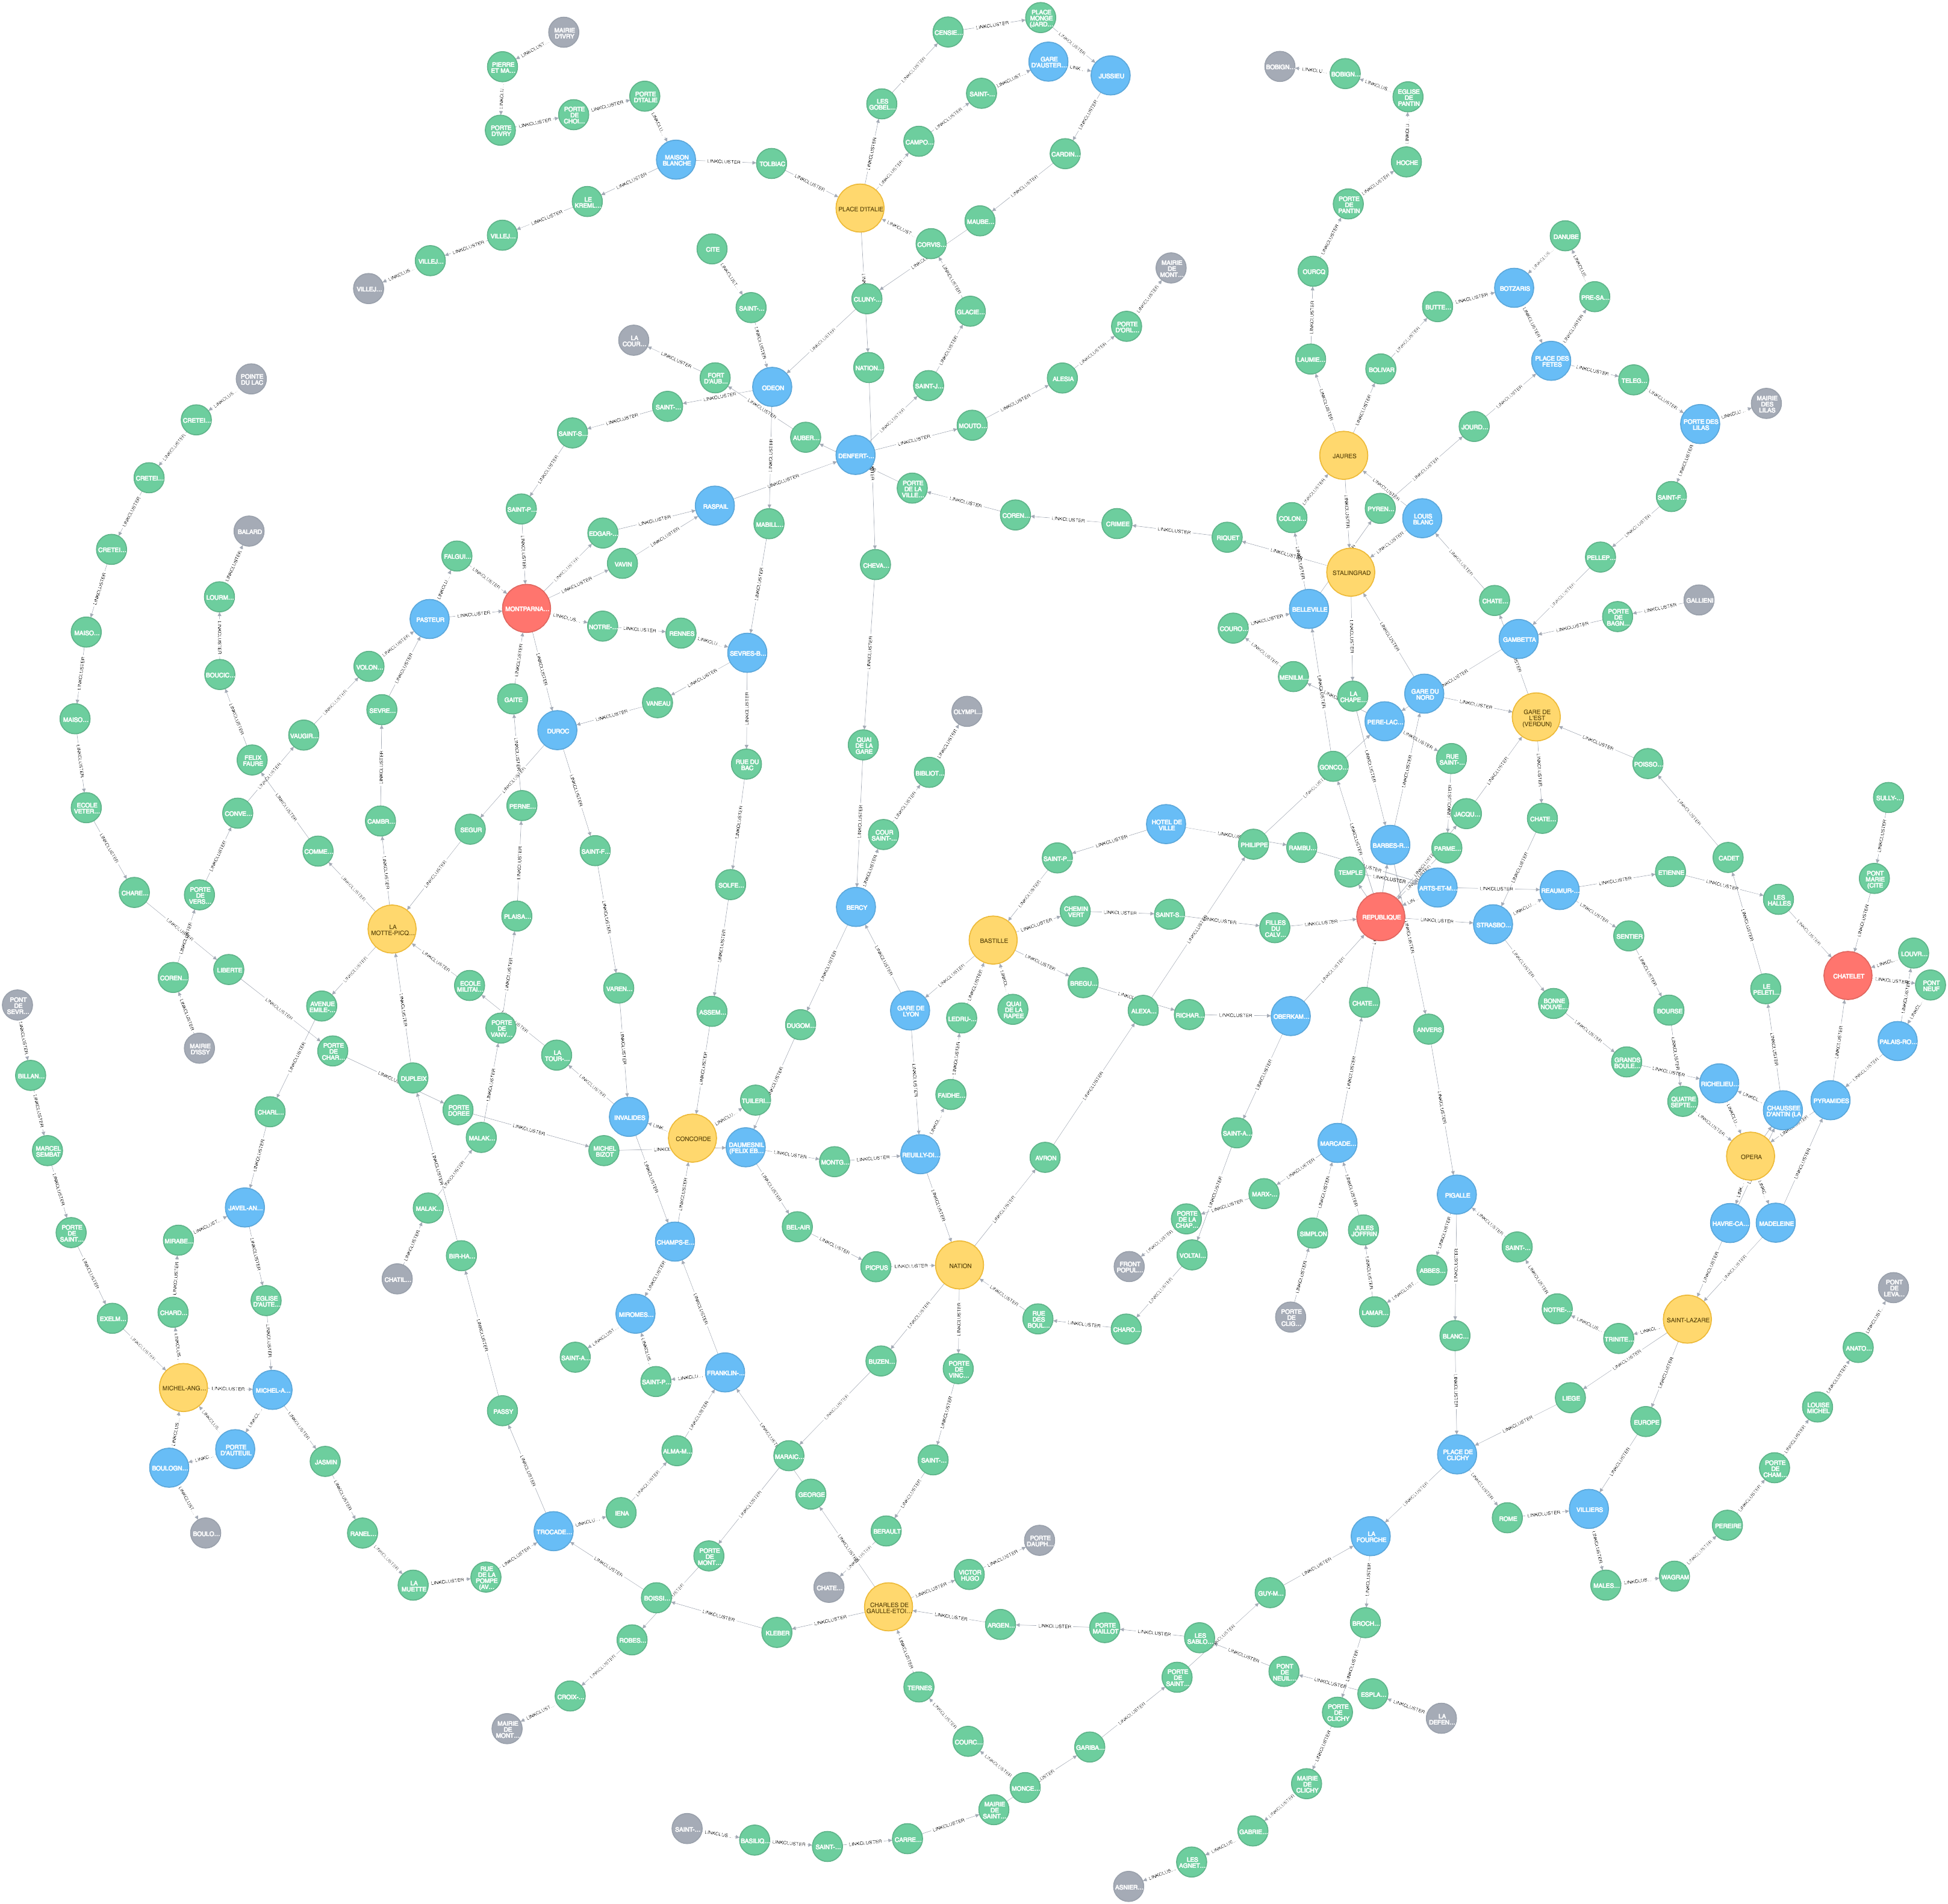 MAIRIE
D'IVRY
PIERRE
ET MA...
PORTE
D'IVRY
PORTE
DE
CHOI...
PORTE
D'ITALIE
MAISON
BLANCHE
TOLBIAC
LE
KREML...
VILLEJ...
VILLEJ...
VILLEJ...
CENSIE...
PLACE
MONGE
(JARD...
GARE
D'AUSTER...
JUSSIEU
LES
GOBEL...
SAINT-...
CAMPO...
CARDIN...
PLACE D'ITALIE
MAUBE...
CORVIS...
CITE
SAINT-...
CLUNY-...
GLACIE...
MAIRIE
DE
MONT...
PORTE
D'ORL...
LA
COUR...
FORT
D'AUB...
ODEON
NATION...
SAINT-J...
ALESIA
MOUTO...
SAINT-...
SAINT-S...
AUBER...
DENFERT-...
BOBIGN...
BOBIGN...
EGLISE
DE
PANTIN
HOCHE
PORTE
DE
PANTIN
OURCQ
LAUMIE...
DANUBE
BOTZARIS
PRE-SA...
BUTTE...
BOLIVAR
PLACE DES
FETES
TELEG...
MAIRIE
DES
LILAS
PORTE DES
LILAS
JOURD...
JAURES
SAINT-F...
COLON...
PYREN...
LOUIS
BLANC
PELLEP...
STALINGRAD
RIQUET
CRIMEE
COREN...
PORTE
DE LA
VILLE...
POINTE
DU LAC
CRETEI...
CRETEI...
CRETEI...
MAISO...
MAISO...
ECOLE
VETER...
CHARE...
LIBERTE
PORTE
DE
CHAR...
PORTE
DOREE
MICHEL
BIZOT
BALARD
LOURM...
BOUCIC...
FELIX
FAURE
COMME...
SAINT-P...
RASPAIL
EDGAR-...
VAVIN
MABILL...
FALGUI...
PASTEUR
MONTPARNA...
NOTRE-...
RENNES
SEVRES-B...
VOLON...
SEVRE...
GAITE
VANEAU
DUROC
VAUGIR...
CONVE...
CAMBR...
SEGUR
PERNE...
SAINT-F...
RUE DU
BAC
SOLFE...
PORTE
DE
VERS...
COREN...
MAIRIE
D'ISSY
LA
MOTTE-PICQ...
PLAISA...
ECOLE
MILITAI...
AVENUE
EMILE-...
VAREN...
ASSEM...
PORTE
DE
VANV...
LA
TOUR-...
DUPLEIX
INVALIDES
CONCORDE
TUILERI...
CHEVA...
QUAI
DE LA
GARE
OLYMPI...
BIBLIOT...
COUR
SAINT-...
BERCY
GARE DE
LYON
DUGOM...
DAUMESNIL
(FELIX EB...
MONTG...
REUILLY-DI...
BEL-AIR
PICPUS
BASTILLE
QUAI
DE LA
RAPEE
LEDRU-...
FAIDHE...
CHEMIN
VERT
SAINT-S...
FILLES
DU
CALV...
SAINT-P...
HOTEL DE
VILLE
RAMBU...
BREGU...
RICHAR...
OBERKAM...
ALEXA...
PHILIPPE
AVRON
NATION
BELLEVILLE
COURO...
MENILM...
CHATE...
GAMBETTA
GALLIENI
PORTE
DE
BAGN...
LA
CHAPE...
GARE DU
NORD
PERE-LAC...
GARE DE
L'EST
(VERDUN)
RUE
SAINT-...
GONCO...
POISSO...
BARBES-R...
PARME...
JACQU...
CHATE...
TEMPLE
ARTS-ET-M...
REAUMUR-...
ETIENNE
CADET
LES
HALLES
REPUBLIQUE
STRASBO...
SENTIER
SULLY-...
PONT
MARIE
(CITE
CHATELET
LOUVR...
PONT
NEUF
LE
PELETI...
BONNE
NOUVE...
BOURSE
CHATE...
ANVERS
PALAIS-RO...
GRANDS
BOULE...
RICHELIEU...
QUATRE
SEPTE...
CHAUSSEE
D'ANTIN (LA
PYRAMIDES
OPERA
HAVRE-CA...
MADELEINE
SAINT-A...
MARCADE...
MARX-...
PORTE
DE LA
CHAP...
FRONT
POPUL...
VOLTAI...
SIMPLON
JULES
JOFFRIN
PORTE
DE
CLIG...
LAMAR...
ABBES...
PIGALLE
SAINT-...
NOTRE-...
TRINITE...
SAINT-LAZARE
CHARO...
RUE
DES
BOUL...
BLANC...
LIEGE
EUROPE
PLACE DE
CLICHY
ROME
VILLIERS
MALES...
WAGRAM
PEREIRE
PORTE
DE
CHAM...
LOUISE
MICHEL
ANATO...
PONT
DE
LEVA...
PONT
DE
SEVR...
BILLAN...
MARCEL
SEMBAT
PORTE
DE
SAINT...
EXELM...
CHARL...
JAVEL-AN...
MIRABE...
CHARD...
EGLISE
D'AUTE...
MICHEL-ANG...
MICHEL-A...
PORTE
D'AUTEUIL
BOULOGN...
BOULO...
JASMIN
RANEL...
LA
MUETTE
RUE
DE LA
POMPE
(AV...
MALAK...
MALAK...
CHATIL...
BIR-HA...
PASSY
TROCADE...
CHAMPS-E...
MIROMES...
SAINT-A...
SAINT-P...
FRANKLIN-...
ALMA-M...
IENA
BUZEN...
MARAIC...
GEORGE
PORTE
DE
MONT...
BOISSI...
ROBES...
CROIX-...
MAIRIE
DE
MONT...
PORTE
DE
VINC...
SAINT-...
BERAULT
CHATE...
KLEBER
CHARLES DE
GAULLE-ETOI...
VICTOR
HUGO
PORTE
DAUPH...
ARGEN...
PORTE
MAILLOT
LES
SABLO...
PONT
DE
NEUIL...
ESPLA...
LA
DEFEN...
TERNES
COURC...
MONCE...
GARIBA...
PORTE
DE
SAINT...
GUY-M...
LA
FOURCHE
BROCH...
PORTE
DE
CLICHY
MAIRIE
DE
CLICHY
GABRIE...
LES
AGNET...
ASNIER...
SAINT-...
BASILIQ...
SAINT-...
CARRE...
MAIRIE
DE
SAINT...
LINKCLUSTER